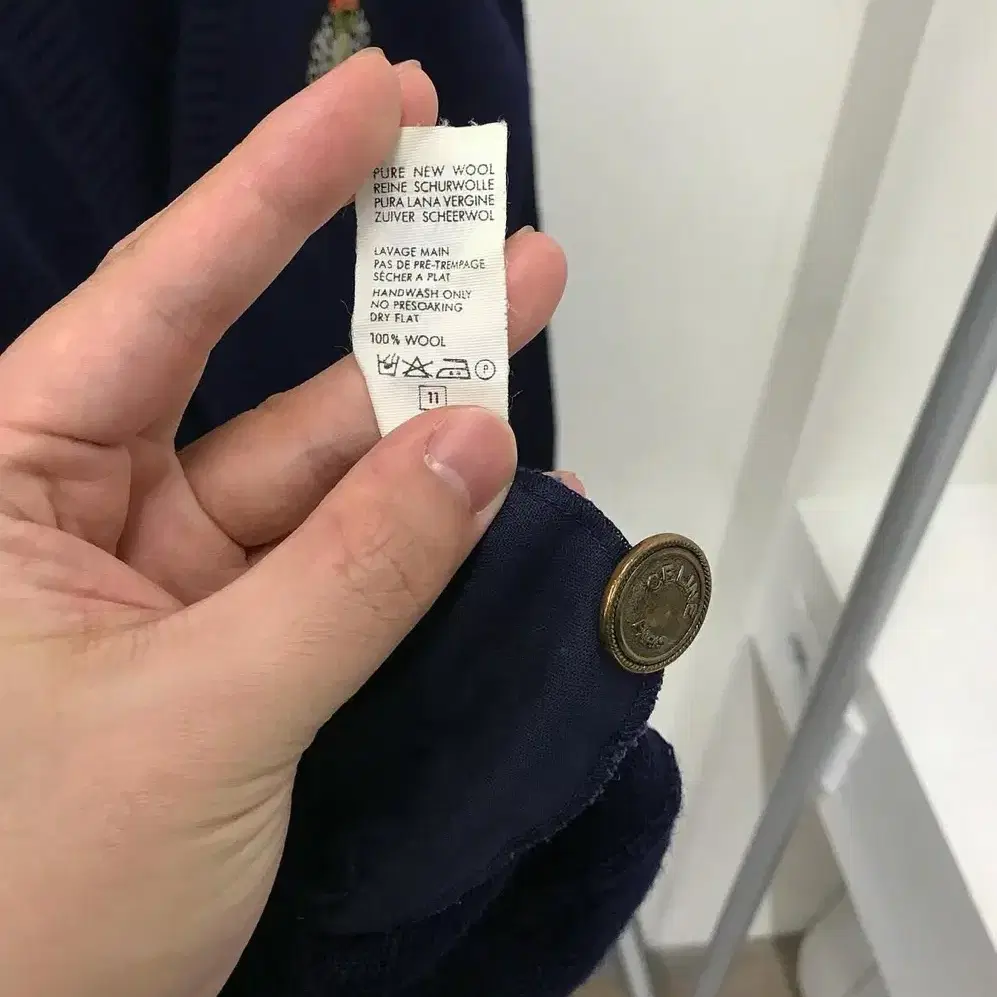 PURE NEW WOOL
REINE SCHURWOLLE
PURA LANA VERGINE
ZUIVER SCHEERWOL
LAVAGE MAIN
PAS DE PRE-TREMPAGE
SÉCHER A PLAT
HANDWASH ONLY
NO PRESOAKING
DRY FLAT
100% WOOL
P
11
CELINE
PARIS